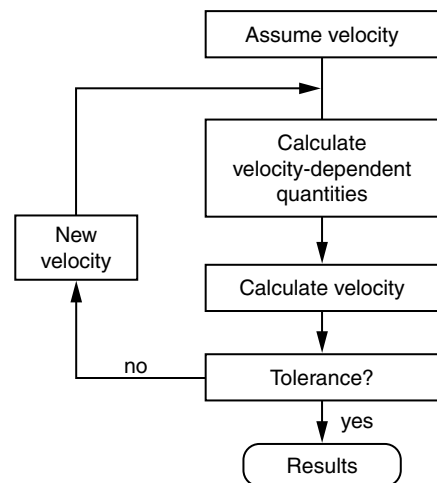 Assume velocity
Calculate
velocity-dependent
quantities
New
velocity
Calculate velocity
no
Tolerance?
yes
Results